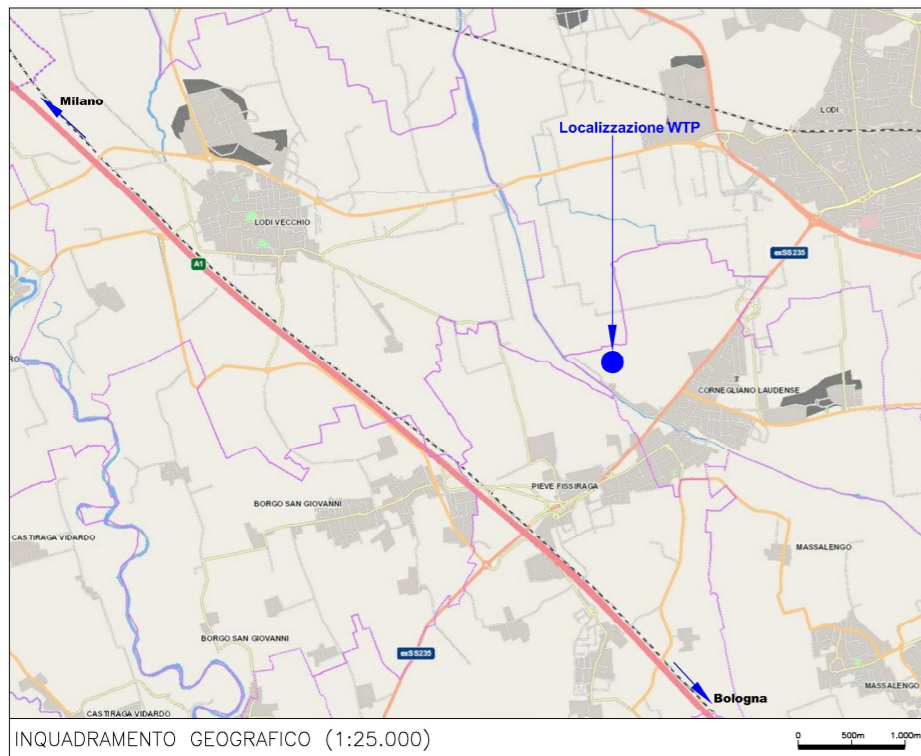 Milano
Localizzazione WTP
LODI
LODI VECCHIO
exSS235
A1
CORNEGLIANO LAUDENSE
PIEVE FISSIRAGA
BORGO SAN GIOVANNI
CASTIRAGA VIDARDO
MASSALENGO
BORGO SAN GIOVANNI
exSS235
MASSALENGO
Bologna
CASTIRAGA VIDARDO
INQUADRAMENTO GEOGRAFICO (1:25.000)
0 500m 1.000m